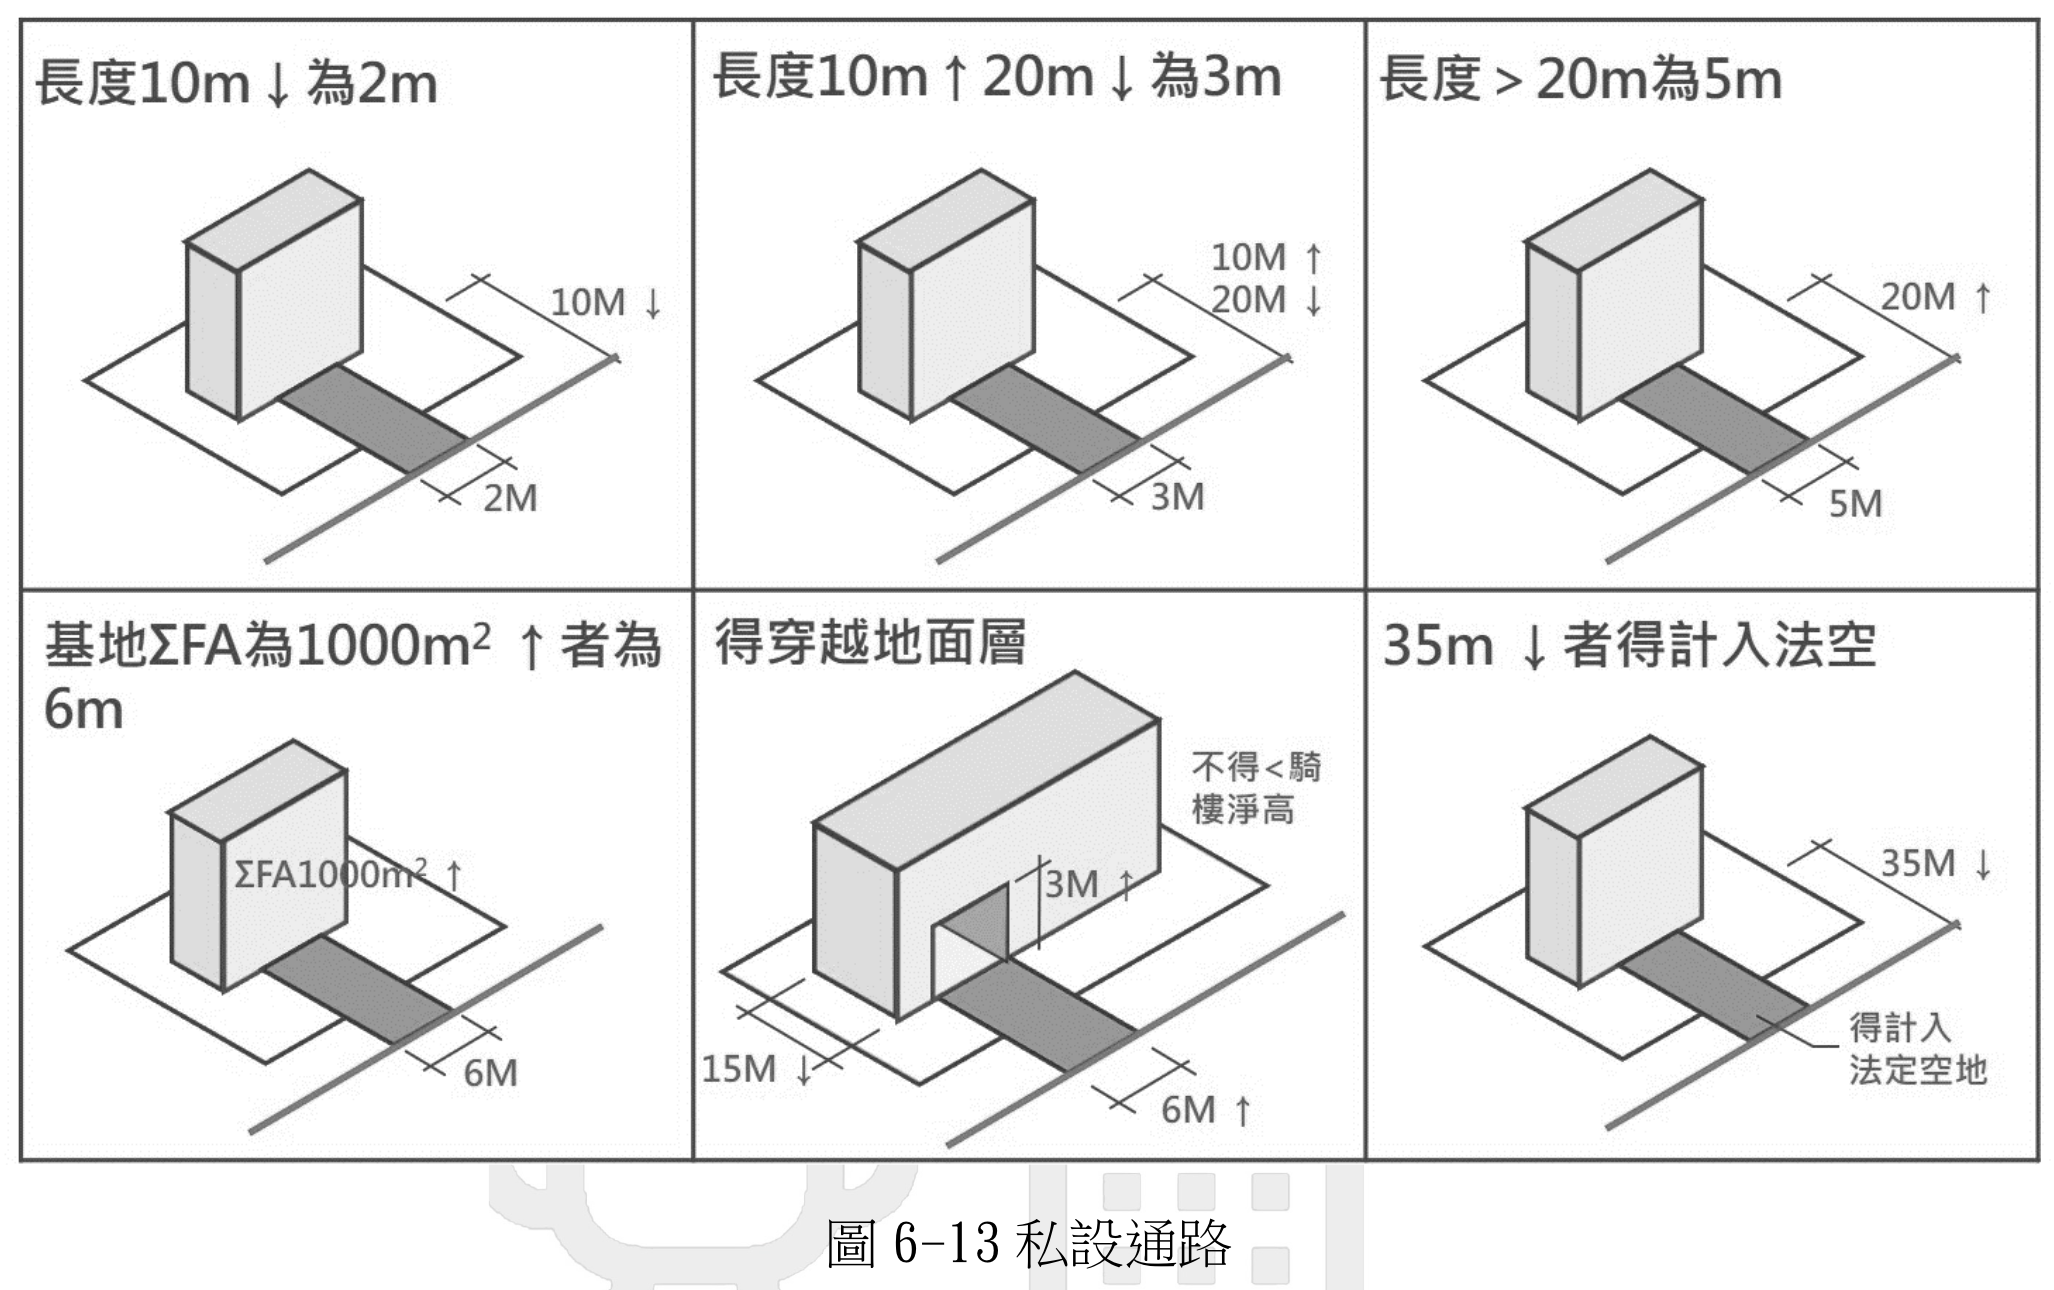 長度10m↓為2m
10M ↓
2M
長度10m↑20m↓為3m
10M ↑
20M ↓
3M
長度＞20m為5m
20M ↑
5M
基地ΣFA為1000m² ↑者為
6m
ΣFA1000m² ↑
6M
得穿越地面層
不得<騎
樓淨高
3M ↑
15M ↓
6M ↑
35m ↓者得計入法空
35M ↓
得計入
法定空地
圖 6-13 私設通路